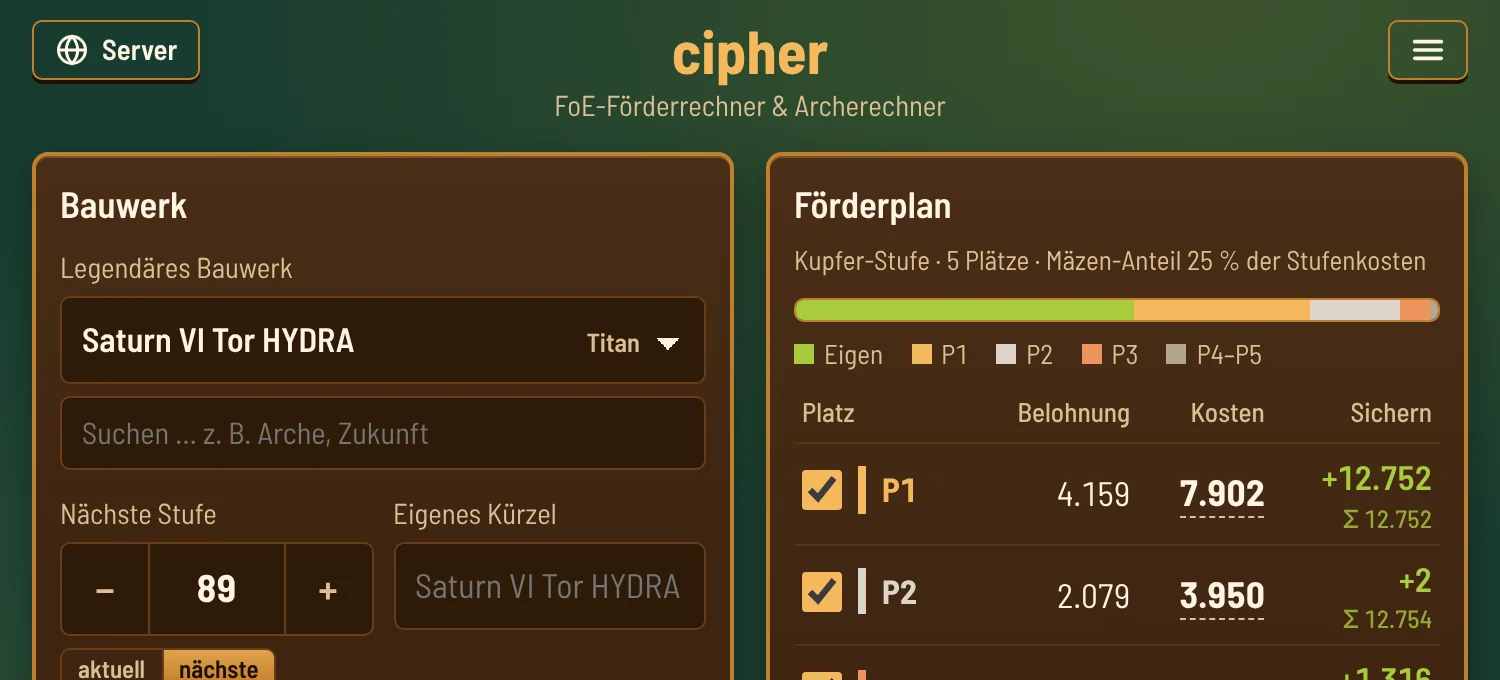 Server
cipher
FoE-Förderrechner & Archerechner
Bauwerk
Legendäres Bauwerk
Saturn VI Tor HYDRA Titan
Suchen ... z. B. Arche, Zukunft
Nächste Stufe Eigenes Kürzel
− 89 + Saturn VI Tor HYDRA
aktuell nächste
Förderplan
Kupfer-Stufe · 5 Plätze · Mäzen-Anteil 25 % der Stufenkosten
Eigen P1 P2 P3 P4–P5
Platz Belohnung Kosten Sichern
P1 4.159 7.902 +12.752
Σ 12.752
P2 2.079 3.950 +2
Σ 12.754
+1.316